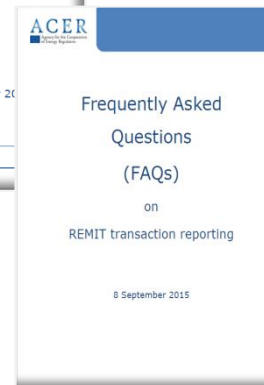 ACER
Agency for the Cooperation
of Energy Regulators
20
Frequently Asked
Questions
(FAQs)
on
REMIT transaction reporting
8 September 2015